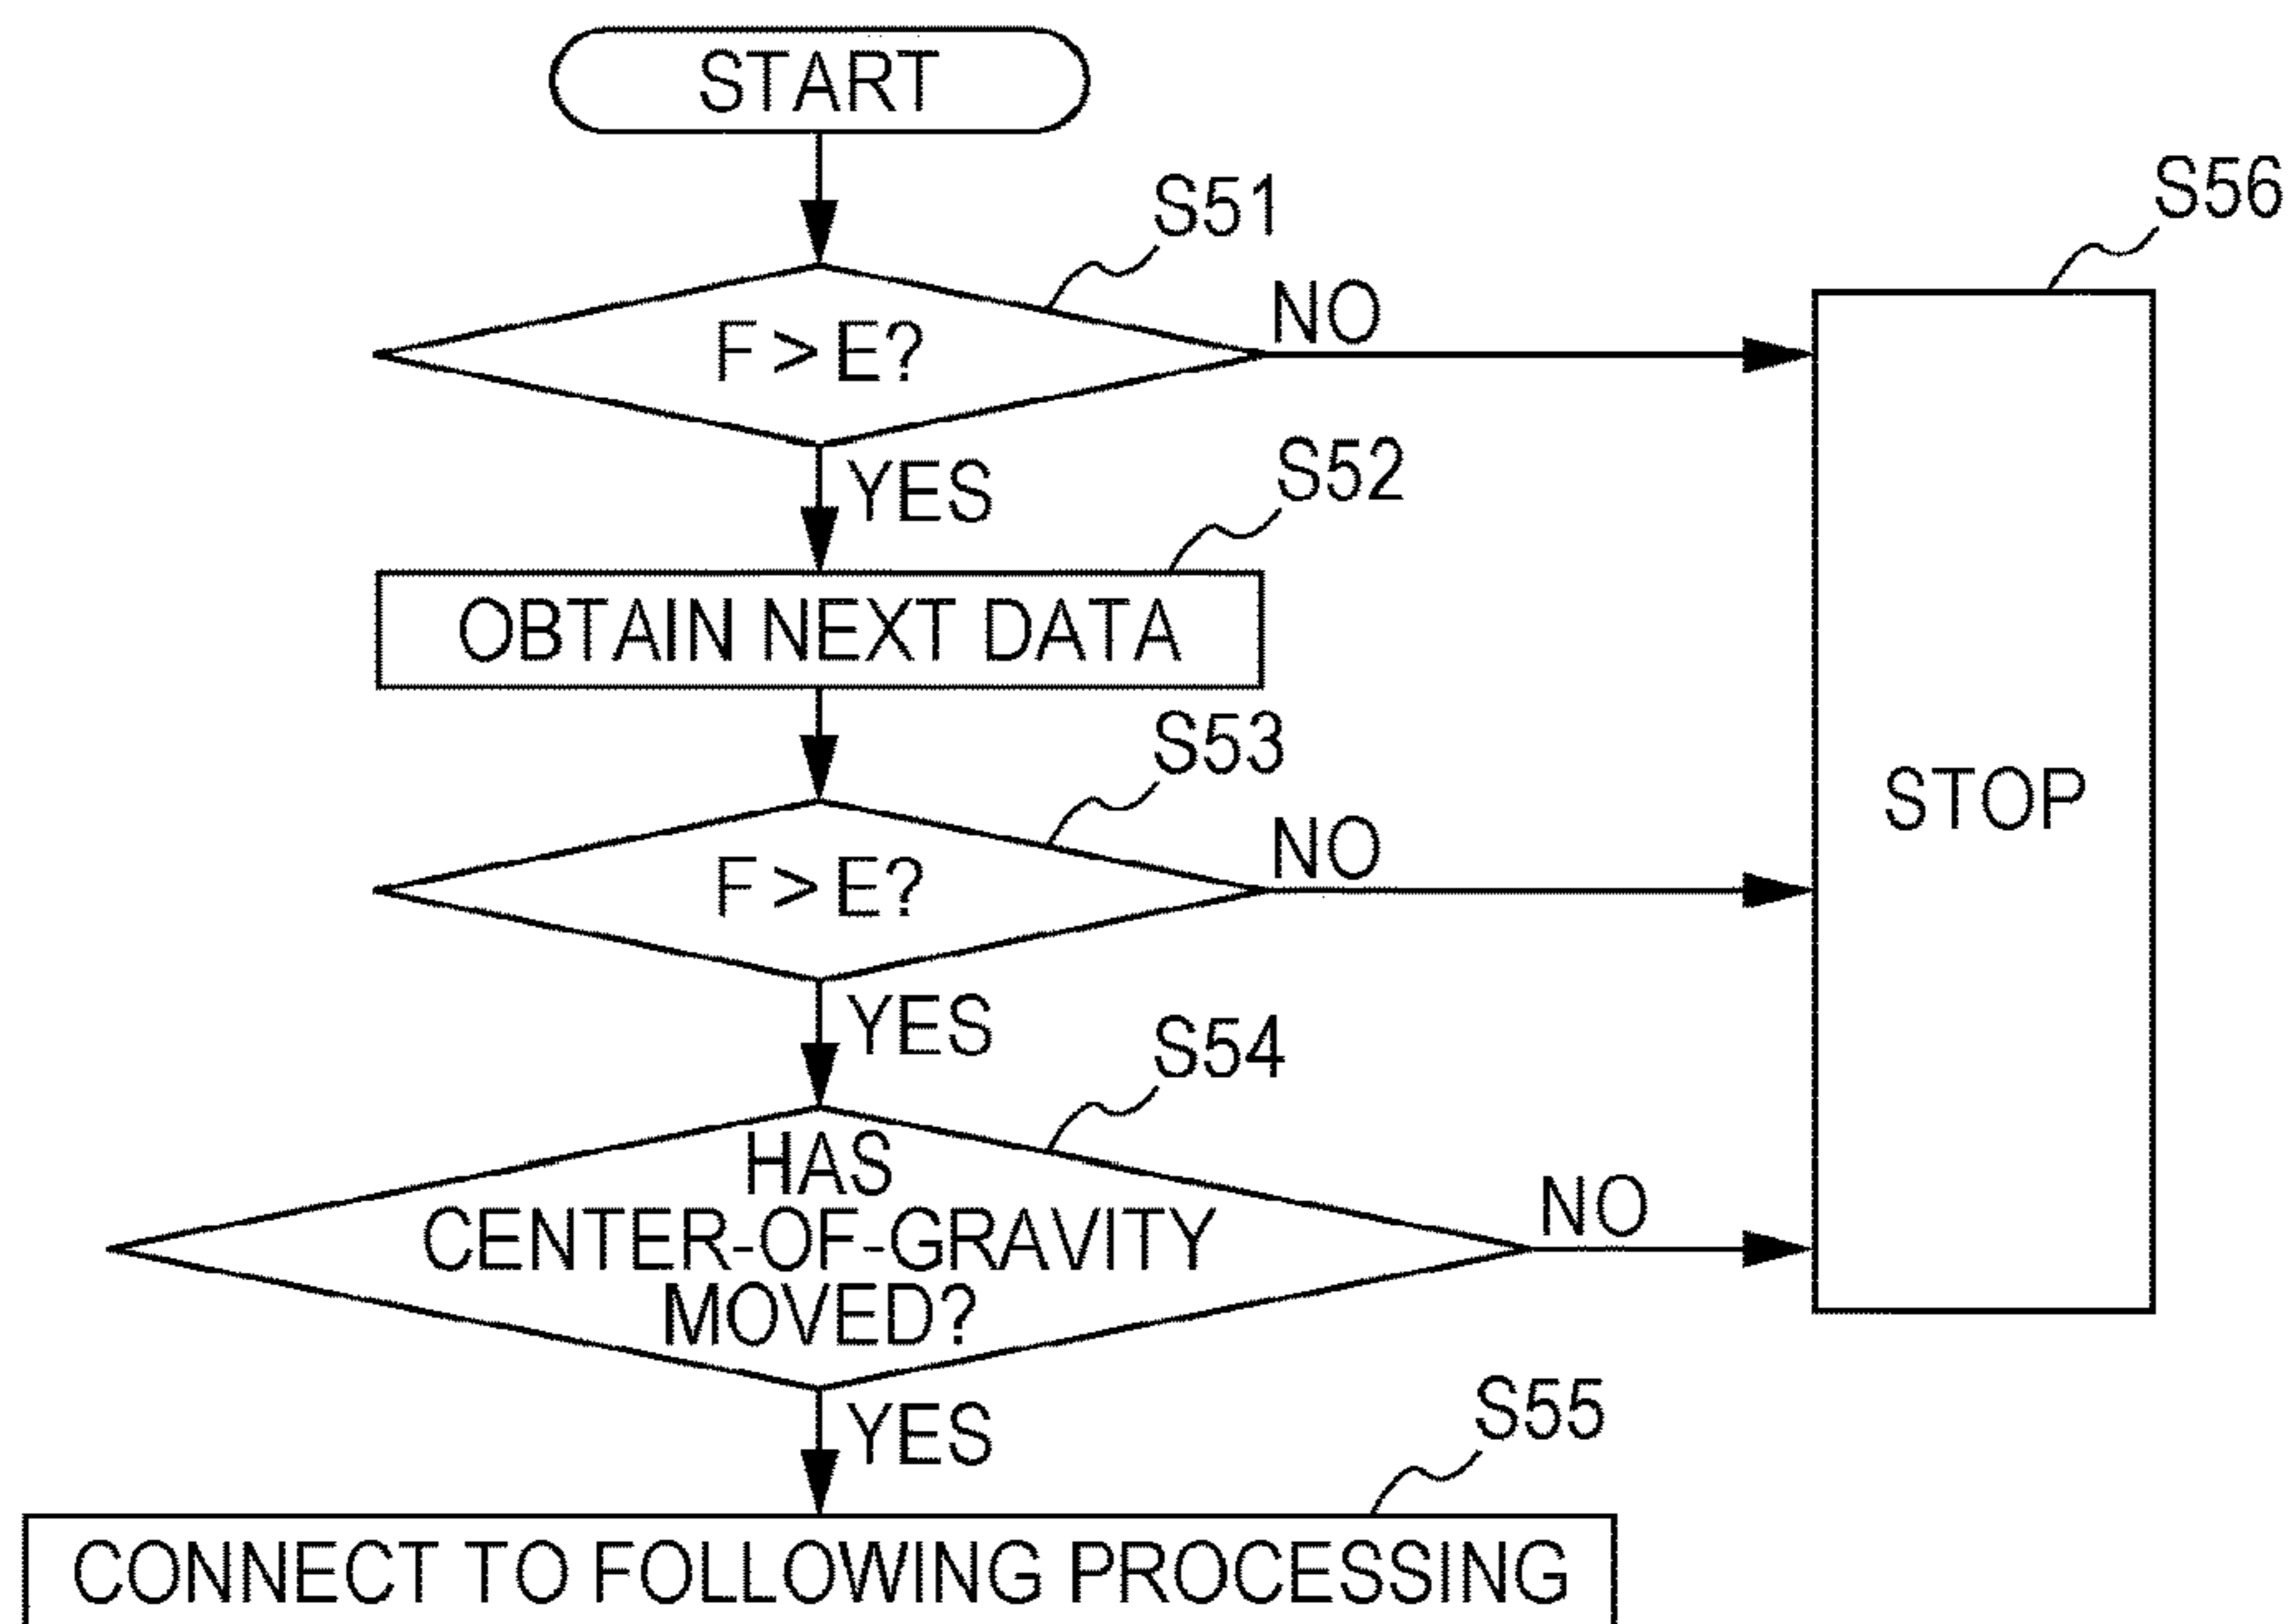 START
S51
S56
F > E?
NO
YES
S52
OBTAIN NEXT DATA
S53
F > E?
NO
STOP
YES
S54
HAS
CENTER-OF-GRAVITY
MOVED?
NO
YES
S55
CONNECT TO FOLLOWING PROCESSING